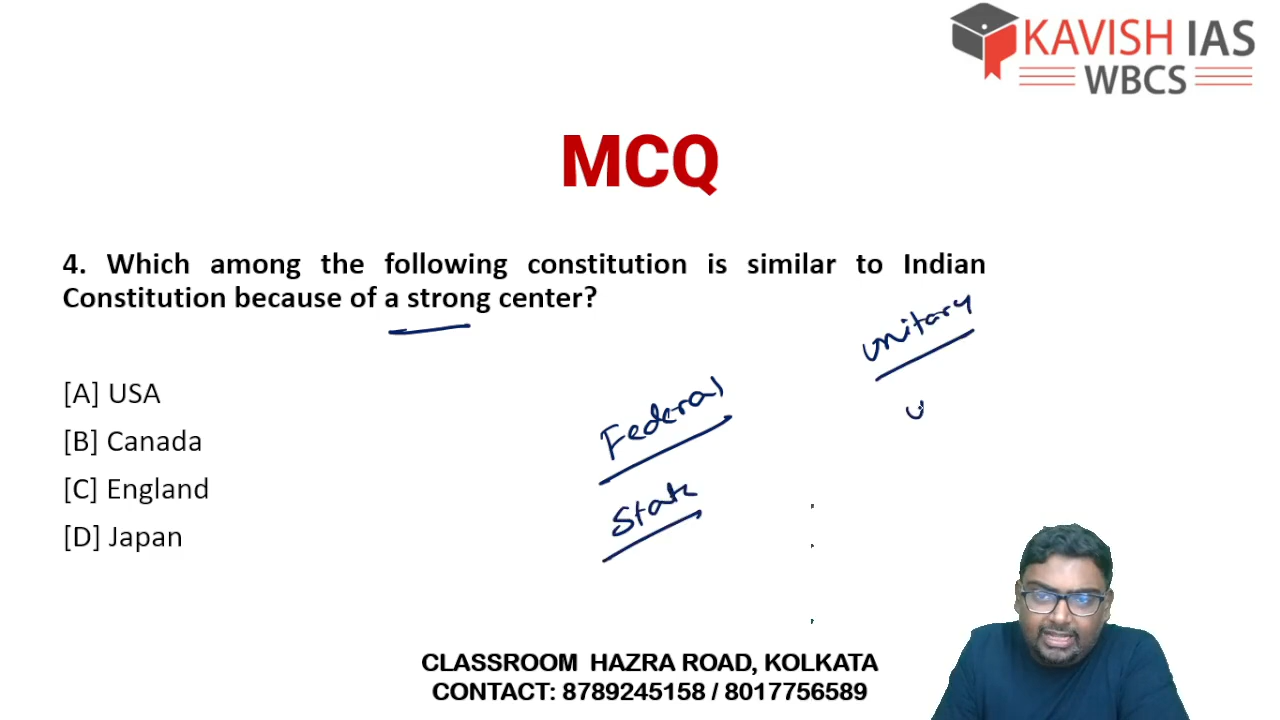 KAVISH IAS
WBCS
MCQ
4. Which among the following constitution is similar to Indian
Constitution because of a strong center?
unitary
[A] USA
Federal
[B] Canada
[C] England
State
[D] Japan
CLASSROOM HAZRA ROAD, KOLKATA
CONTACT: 8789245158 / 8017756589